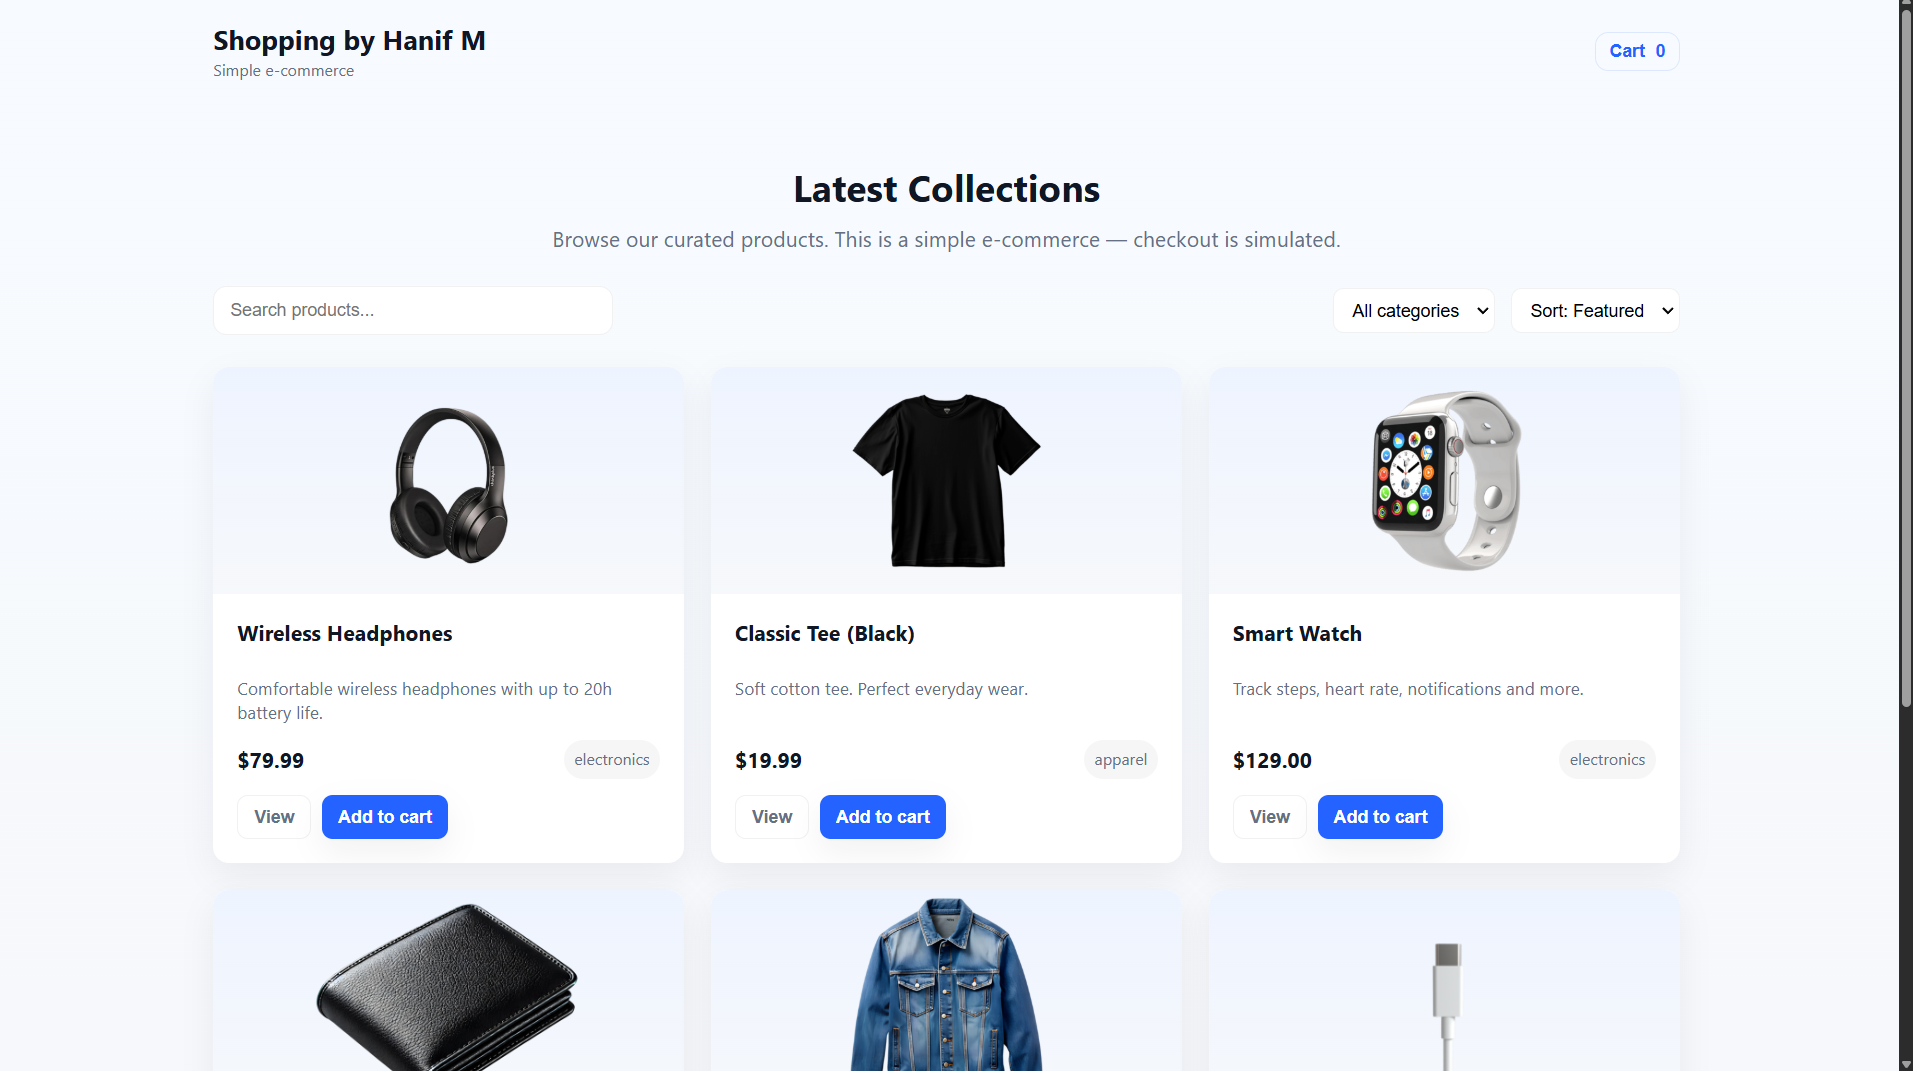 Shopping by Hanif M
Simple e-commerce
Cart 0
Latest Collections
Browse our curated products. This is a simple e-commerce — checkout is simulated.
Search products...
All categories
Sort: Featured
Wireless Headphones
Comfortable wireless headphones with up to 20h
battery life.
$79.99
electronics
View
Add to cart
Classic Tee (Black)
Soft cotton tee. Perfect everyday wear.
$19.99
apparel
View
Add to cart
Smart Watch
Track steps, heart rate, notifications and more.
$129.00
electronics
View
Add to cart